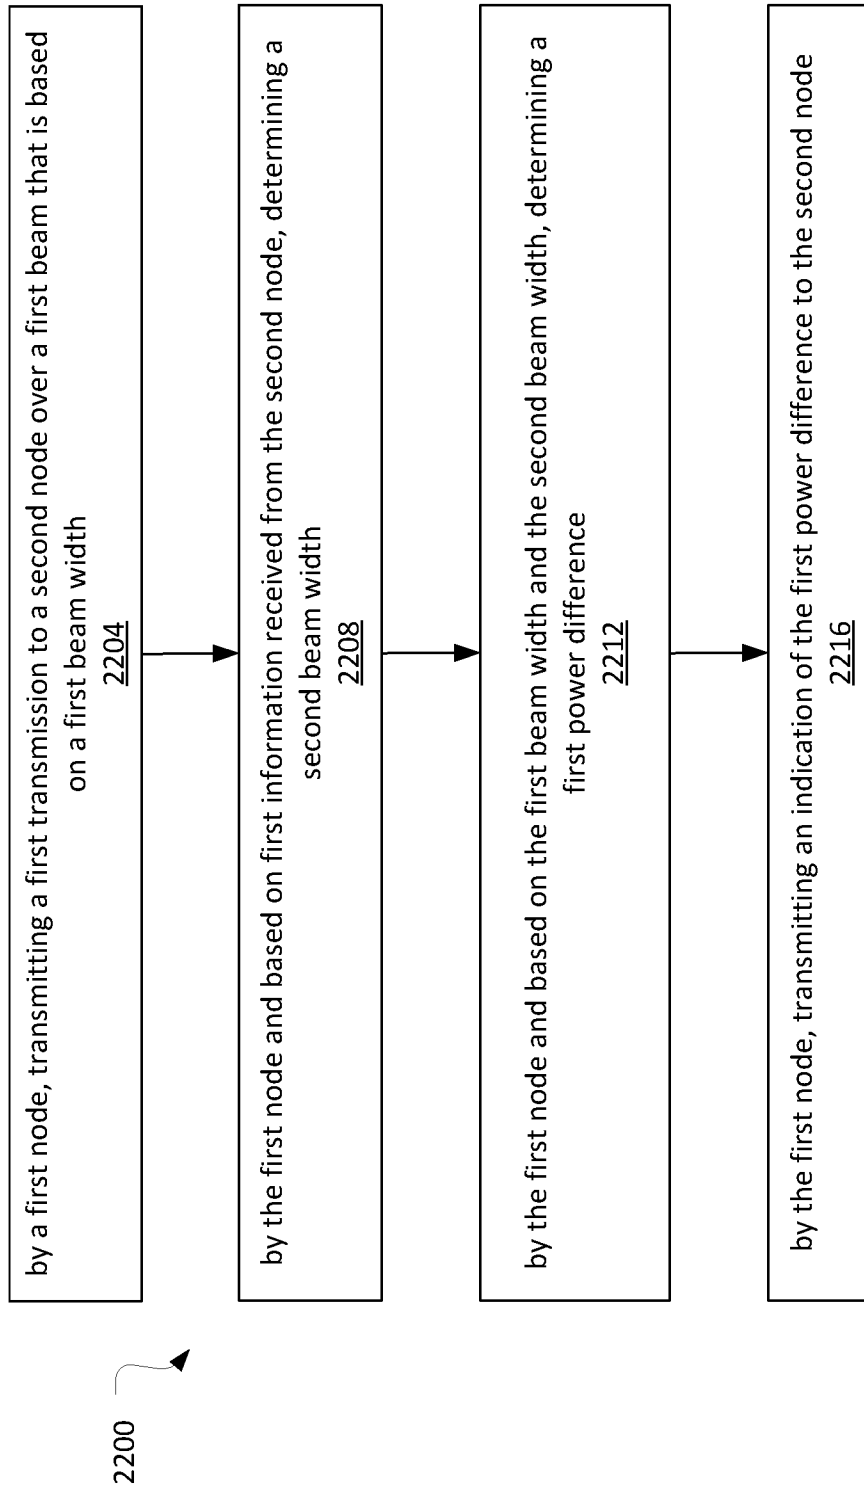 2200
by a first node, transmitting a first transmission to a second node over a first beam that is based
on a first beam width
2204
by the first node and based on first information received from the second node, determining a
second beam width
2208
by the first node and based on the first beam width and the second beam width, determining a
first power difference
2212
by the first node, transmitting an indication of the first power difference to the second node
2216